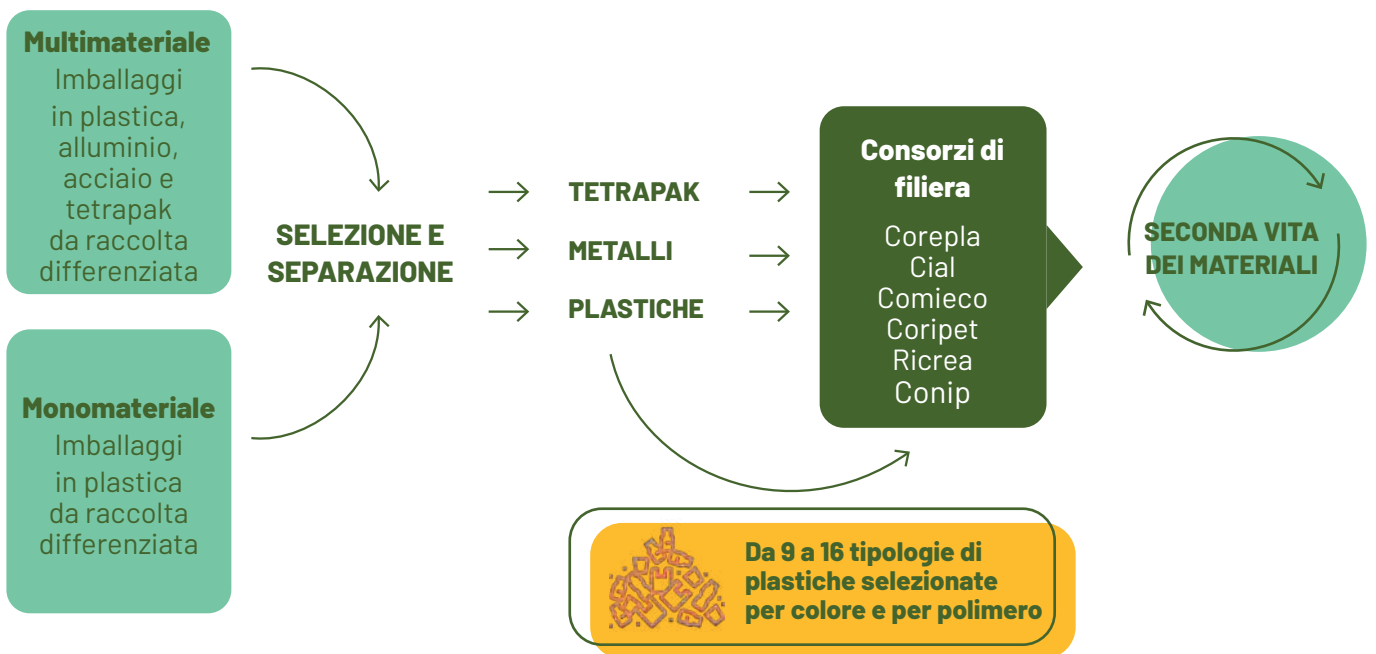 Multimateriale
Imballaggi
in plastica,
alluminio,
acciaio e
tetrapak
da raccolta
differenziata
Monomateriale
Imballaggi
in plastica
da raccolta
differenziata
SELEZIONE E
SEPARAZIONE
TETRAPAK
METALLI
PLASTICHE
Consorzi di
filiera
Corepla
Cial
Comieco
Coripet
Ricrea
Conip
SECONDA VITA
DEI MATERIALI
Da 9 a 16 tipologie di
plastiche selezionate
per colore e per polimero